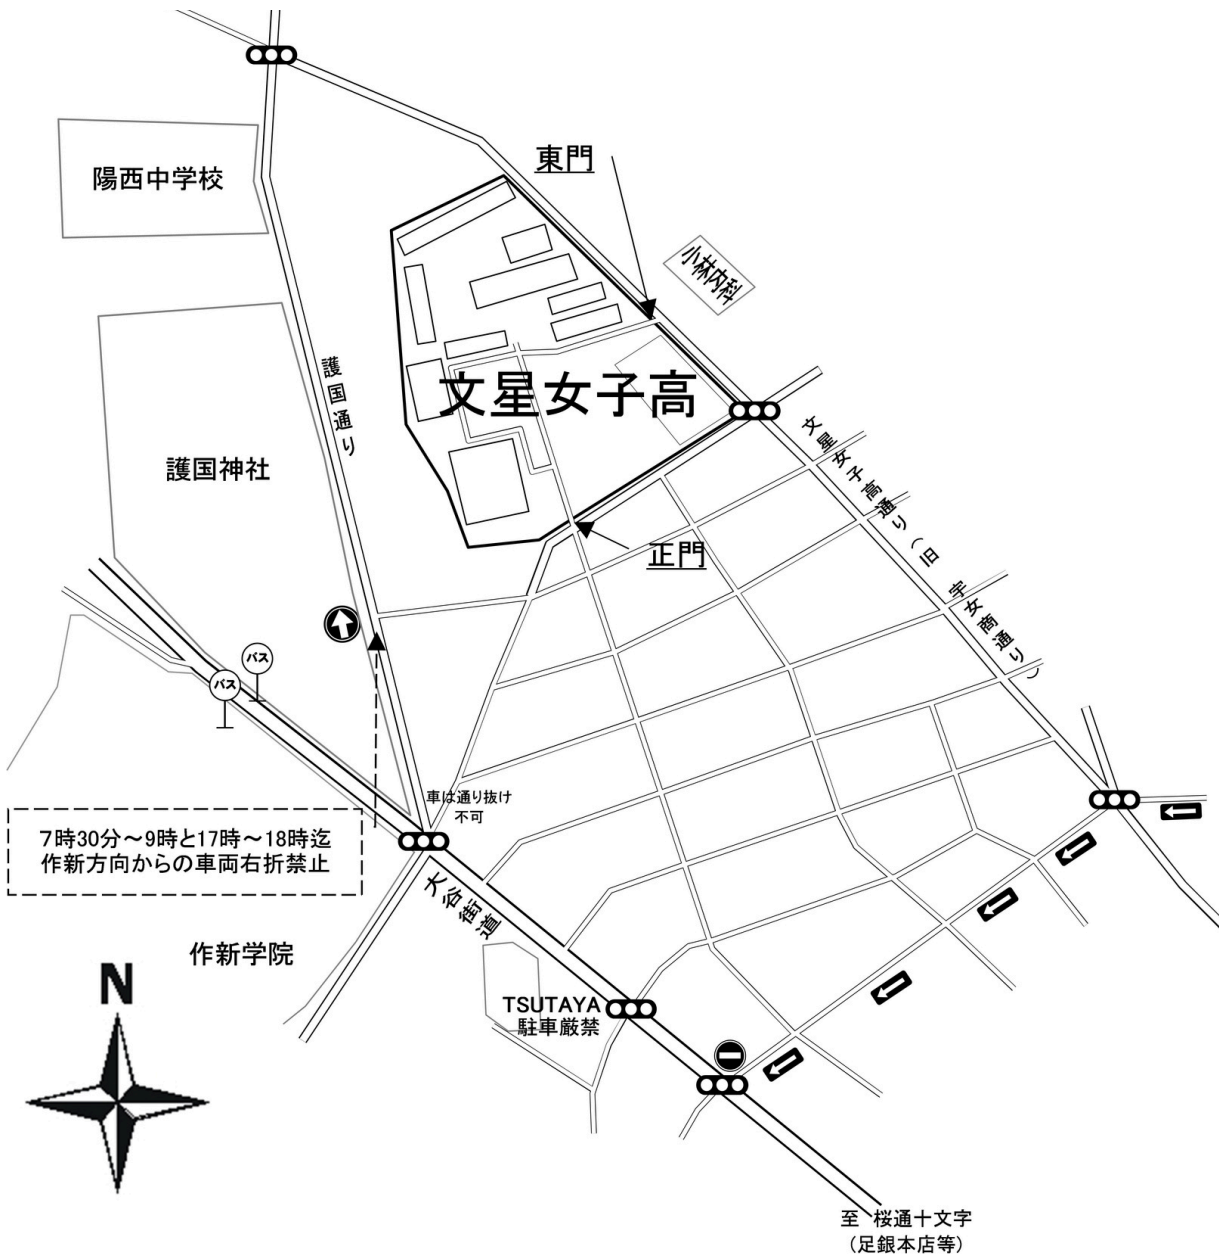 東門
陽西中学校
小林内科
護国通り
文星女子高
文星女子高通り（旧 宇女商通り）
護国神社
正門
バス
バス
車は通り抜け
不可
7時30分～9時と17時～18時迄
作新方向からの車両右折禁止
大谷街道
作新学院
N
TSUTAYA
駐車厳禁
至 桜通十文字
（足銀本店等）